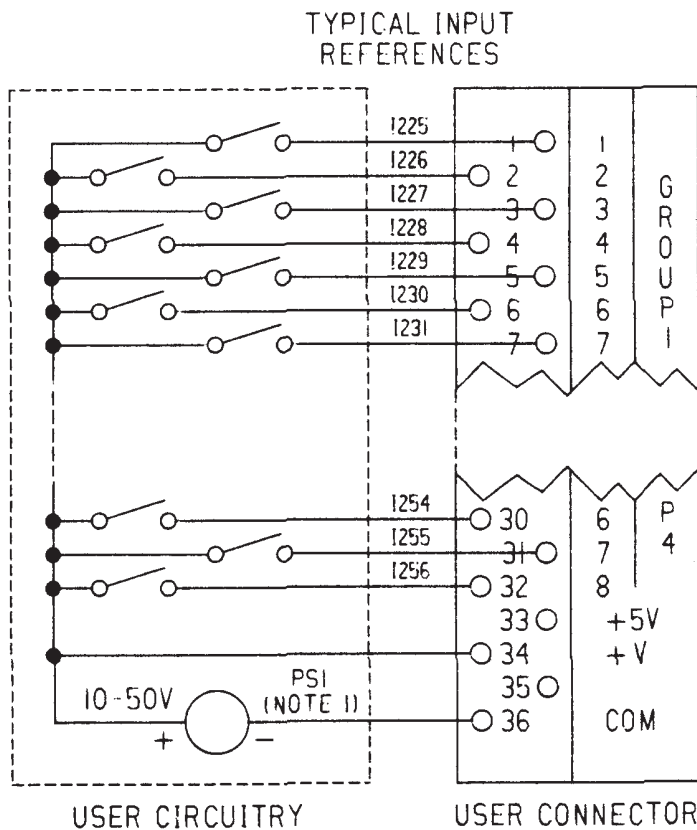 TYPICAL INPUT
REFERENCES
I225 1 1
I226 2 2
I227 3 3
I228 4 4
I229 5 5
I230 6 6
I231 7 7
GROUP 1
I254 30 6
I255 31 7
I256 32 8
P4
33 +5V
34 +V
35
10-50V + - PS1
(NOTE 1)
36 COM
USER CIRCUITRY
USER CONNECTOR